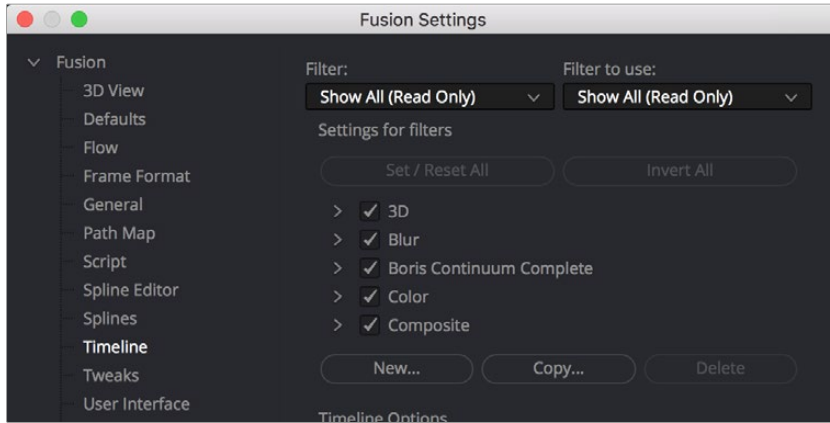 Fusion Settings
Fusion
3D View
Defaults
Flow
Frame Format
General
Path Map
Script
Spline Editor
Splines
Timeline
Tweaks
User Interface
Filter:
Filter to use:
Show All (Read Only)
Show All (Read Only)
Settings for filters
Set / Reset All
Invert All
3D
Blur
Boris Continuum Complete
Color
Composite
New...
Copy...
Delete
Timeline Options